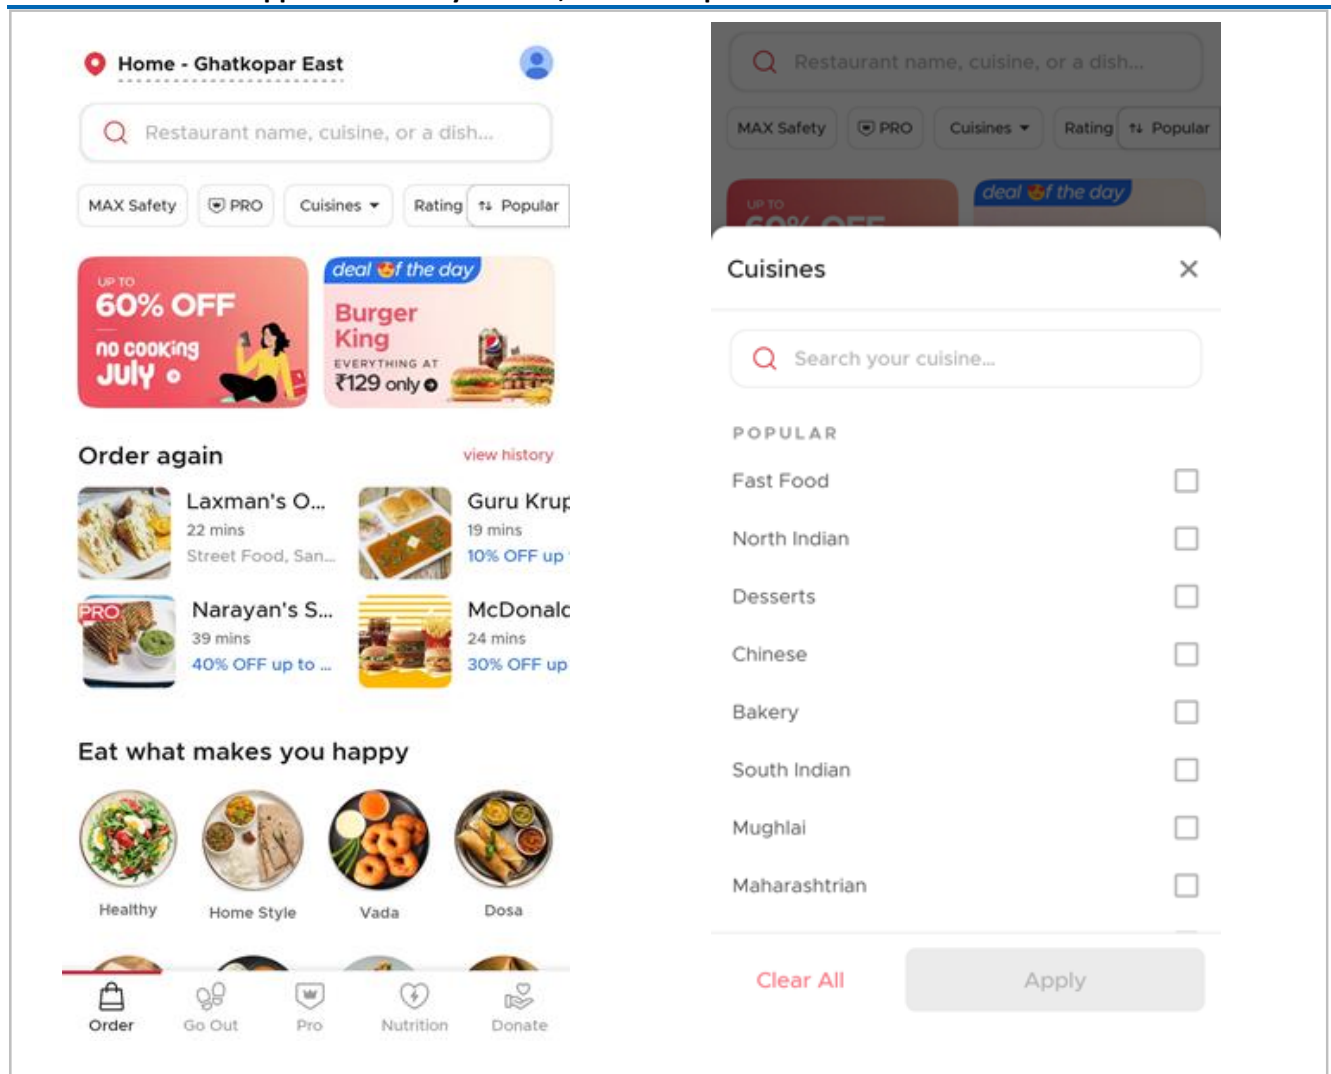 Home - Ghatkopar East
Restaurant name, cuisine, or a dish...
MAX Safety
PRO
Cuisines
Rating
Popular
UP TO
60% OFF
no cooking
July
deal of the day
Burger
King
EVERYTHING AT
₹129 only
Order again
view history
Laxman's O...
22 mins
Street Food, San...
Guru Krup
19 mins
10% OFF up
PRO
Narayan's S...
39 mins
40% OFF up to ...
McDonald
24 mins
30% OFF up
Eat what makes you happy
Healthy
Home Style
Vada
Dosa
Order
Go Out
Pro
Nutrition
Donate
Restaurant name, cuisine, or a dish...
MAX Safety
PRO
Cuisines
Rating
Popular
UP TO
60% OFF
deal of the day
Cuisines
Search your cuisine...
POPULAR
Fast Food
North Indian
Desserts
Chinese
Bakery
South Indian
Mughlai
Maharashtrian
Clear All
Apply